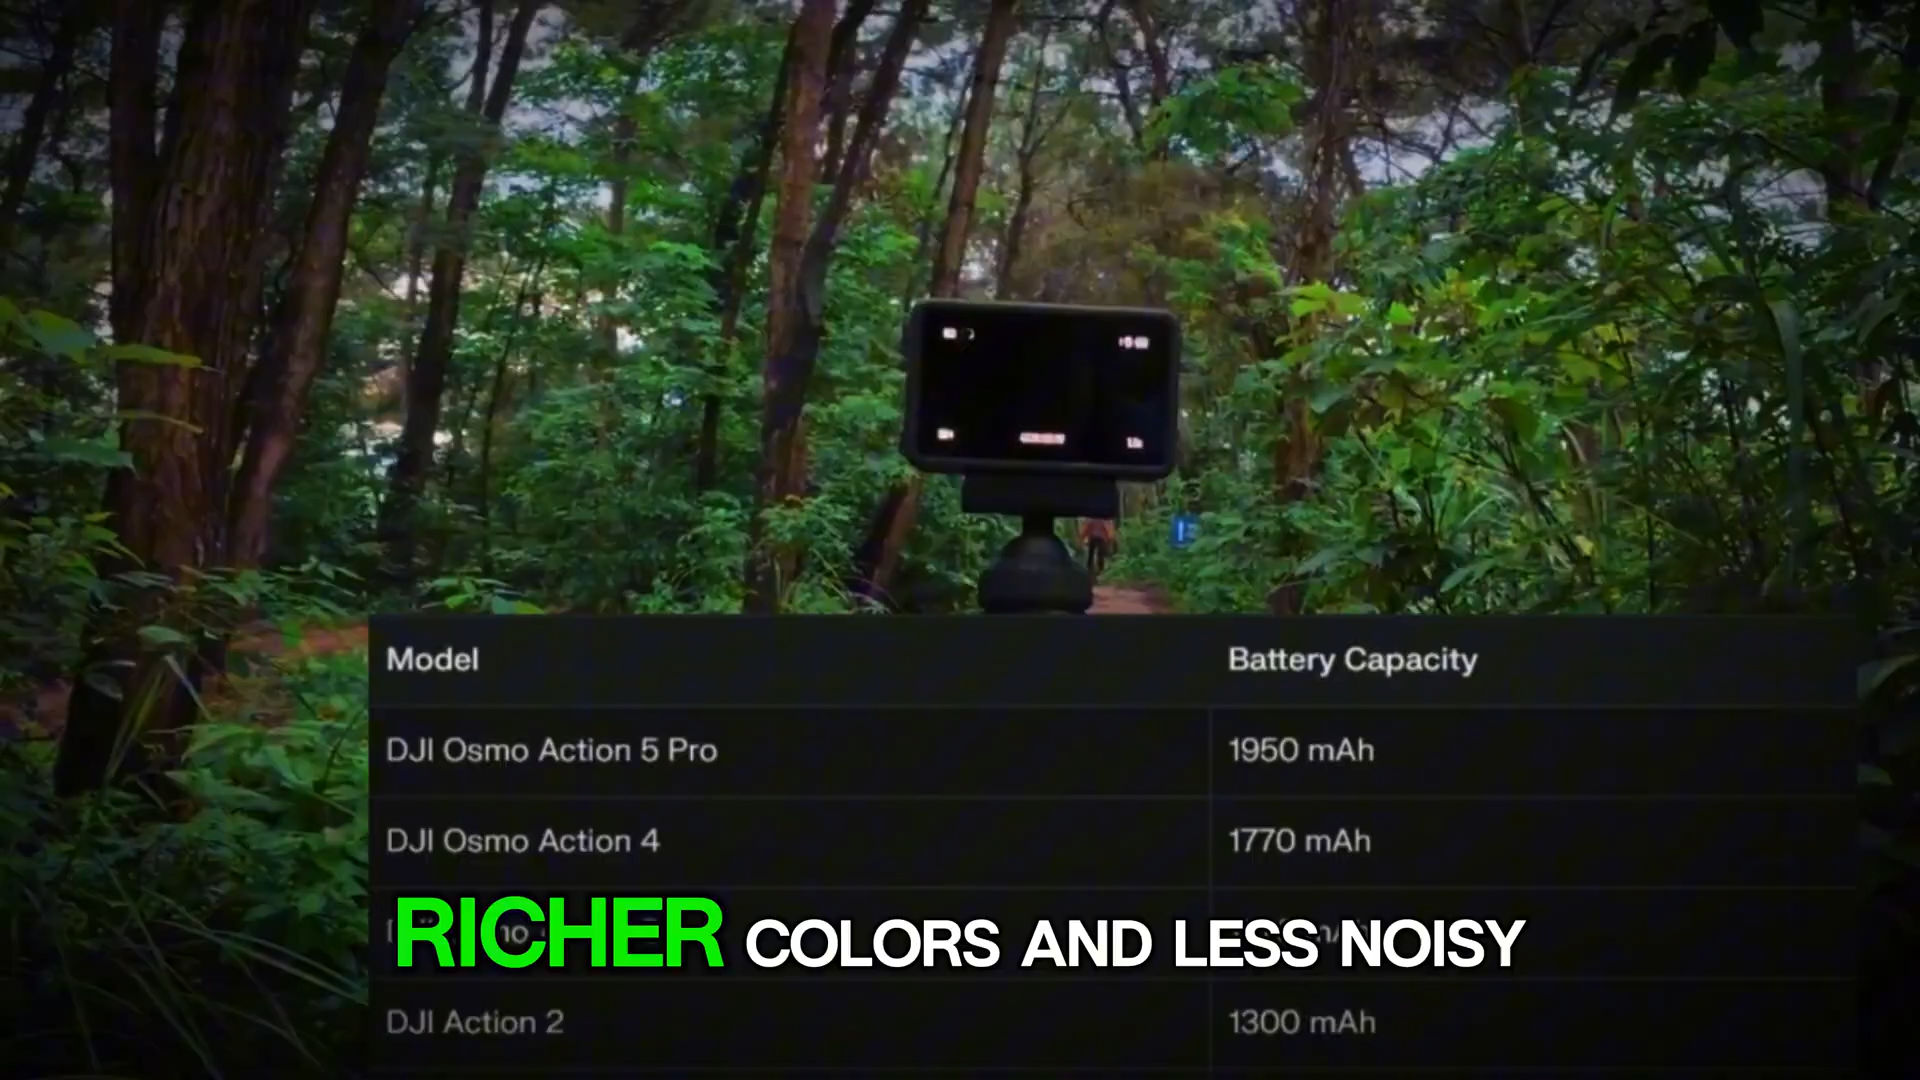 Model Battery Capacity
DJI Osmo Action 5 Pro 1950 mAh
DJI Osmo Action 4 1770 mAh
RICHER COLORS AND LESS NOISY
DJI Action 2 1300 mAh